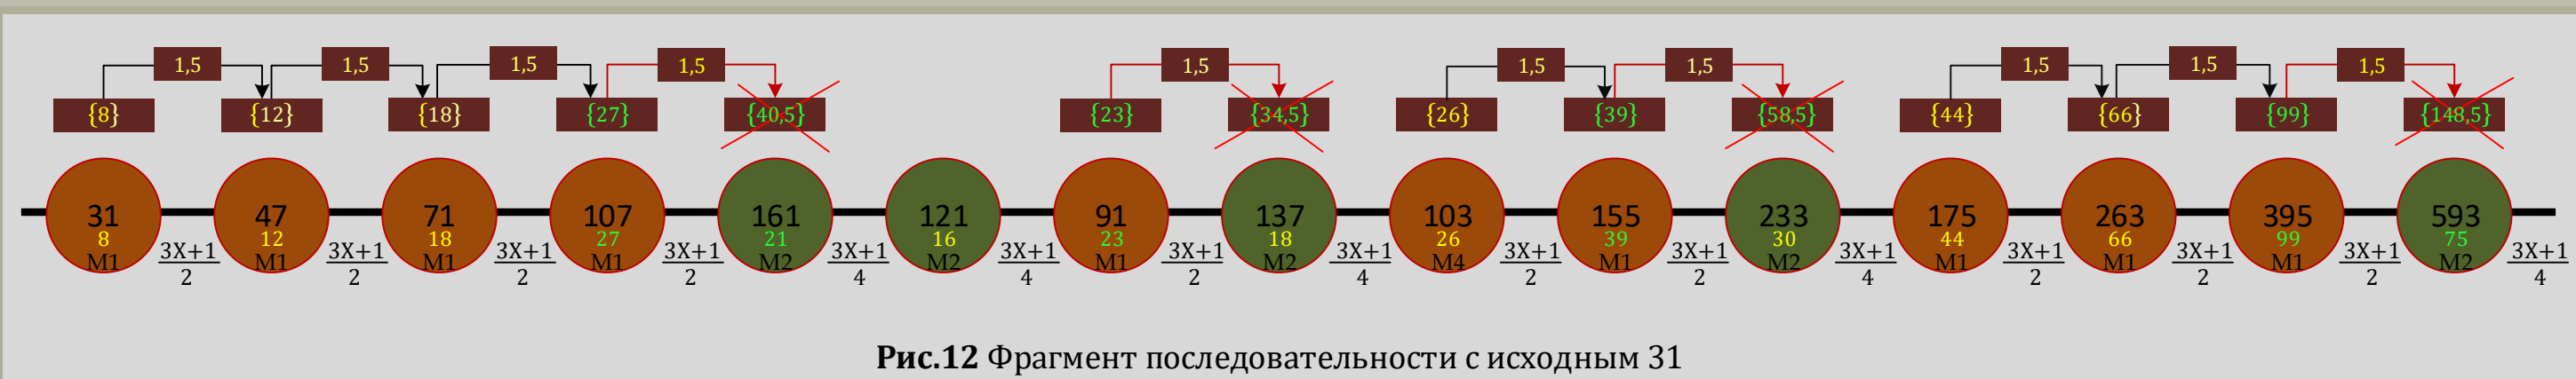 1,5 1,5 1,5 1,5 1,5 1,5 1,5 1,5 1,5 1,5
{8} {12} {18} {27} {40,5} {23} {34,5} {26} {39} {58,5} {44} {66} {99} {148,5}
31 47 71 107 161 121 91 137 103 155 233 175 263 395 593
8 12 18 27 21 16 23 18 26 39 30 44 66 99 75
M1 M1 M1 M1 M2 M2 M1 M2 M4 M1 M2 M1 M1 M1 M2
3X+1 3X+1 3X+1 3X+1 3X+1 3X+1 3X+1 3X+1 3X+1 3X+1 3X+1 3X+1 3X+1 3X+1 3X+1
2 2 2 2 4 4 2 4 2 2 4 2 2 2 4
Рис.12 Фрагмент последовательности с исходным 31